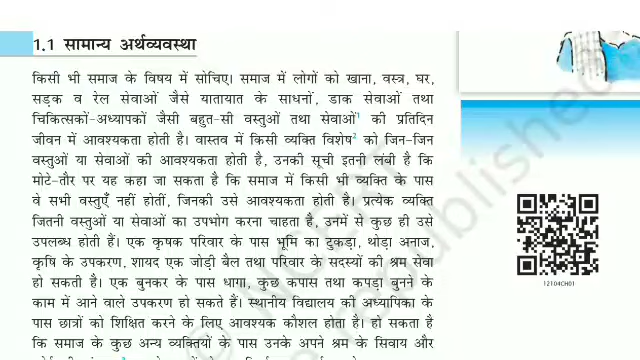 1.1 सामान्य अर्थव्यवस्था
किसी भी समाज के विषय में सोचिए। समाज में लोगों को खाना, वस्त्र, घर,
सड़क व रेल सेवाओं जैसे यातायात के साधनों, डाक सेवाओं तथा
चिकित्सकों-अध्यापकों जैसी बहुत-सी वस्तुओं तथा सेवाओं¹ की प्रतिदिन
जीवन में आवश्यकता होती है। वास्तव में किसी व्यक्ति विशेष² को जिन-जिन
वस्तुओं या सेवाओं की आवश्यकता होती है, उनकी सूची इतनी लंबी है कि
मोटे-तौर पर यह कहा जा सकता है कि समाज में किसी भी व्यक्ति के पास
वे सभी वस्तुएँ नहीं होतीं, जिनकी उसे आवश्यकता होती है। प्रत्येक व्यक्ति
जितनी वस्तुओं या सेवाओं का उपभोग करना चाहता है, उनमें से कुछ ही उसे
उपलब्ध होती हैं। एक कृषक परिवार के पास भूमि का टुकड़ा, थोड़ा अनाज,
कृषि के उपकरण, शायद एक जोड़ी बैल तथा परिवार के सदस्यों की श्रम सेवा
हो सकती है। एक बुनकर के पास धागा, कुछ कपास तथा कपड़ा बुनने के
काम में आने वाले उपकरण हो सकते हैं। स्थानीय विद्यालय की अध्यापिका के
पास छात्रों को शिक्षित करने के लिए आवश्यक कौशल होता है। हो सकता है
कि समाज के कुछ अन्य व्यक्तियों के पास उनके अपने श्रम के सिवाय और
12104CH01